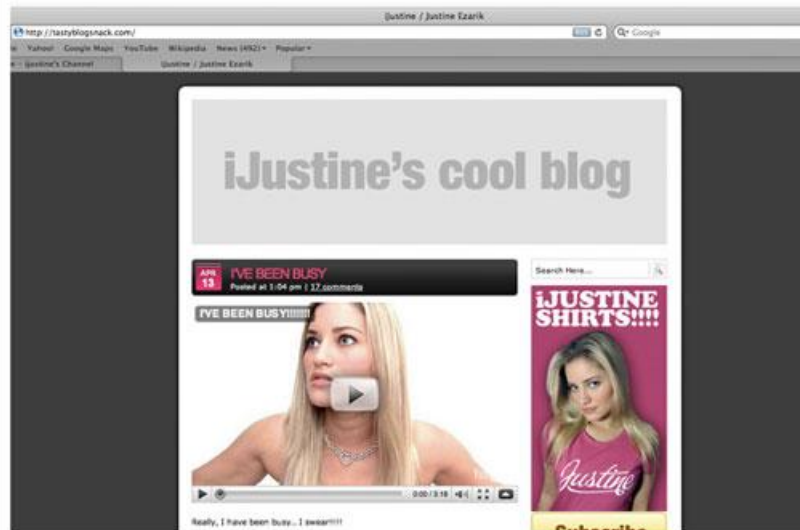 iJustine / Justine Ezarik
http://tastyblogsnack.com/
Google
Yahoo! Google Maps YouTube Wikipedia News (492) Popular
iJustine's Channel
iJustine / Justine Ezarik
iJustine's cool blog
APR
13
I'VE BEEN BUSY
Posted at 1:04 pm | 17 comments
Search Here...
I'VE BEEN BUSY!!!!!!!
iJUSTINE
SHIRTS!!!!
Justine
0:00 / 3:18
Really, I have been busy.. I swear!!!!!
Subscribe